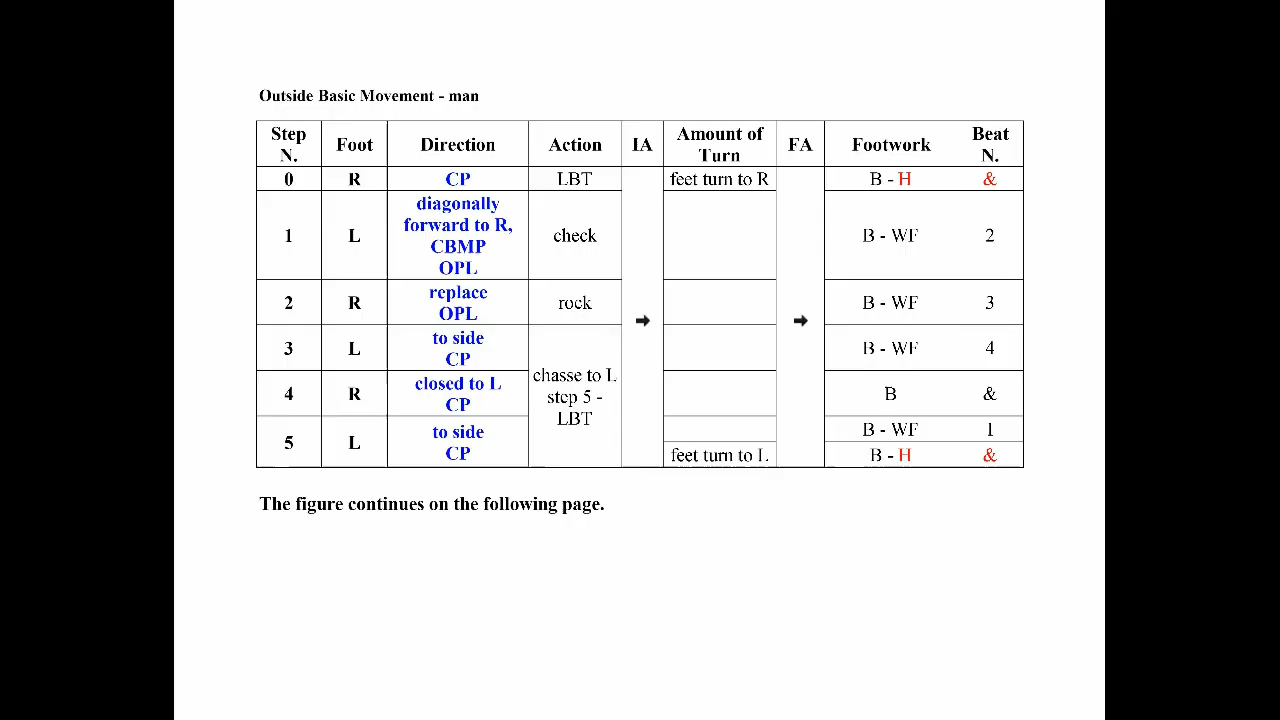 Outside Basic Movement - man
Step N. Foot Direction Action IA Amount of Turn FA Footwork Beat N.
0 R CP LBT feet turn to R B - H &
1 L diagonally forward to R, CBMP OPL check B - WF 2
2 R replace OPL rock B - WF 3
3 L to side CP chasse to L step 5 - LBT ➡ ➡ B - WF 4
4 R closed to L CP B &
5 L to side CP B - WF 1
feet turn to L B - H &
The figure continues on the following page.